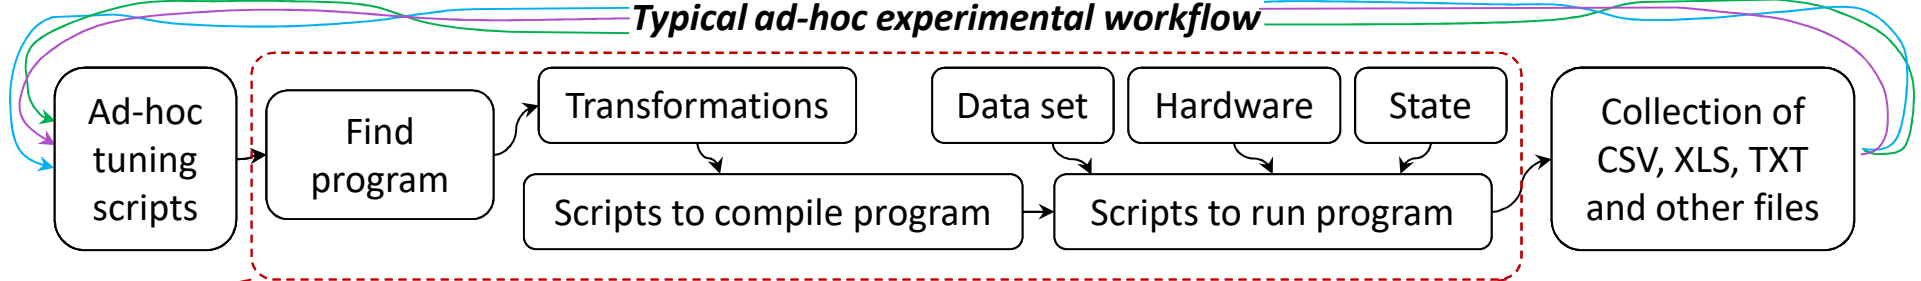 Typical ad-hoc experimental workflow
Ad-hoc
tuning
scripts
Find
program
Transformations
Scripts to compile program
Data set
Hardware
State
Scripts to run program
Collection of
CSV, XLS, TXT
and other files